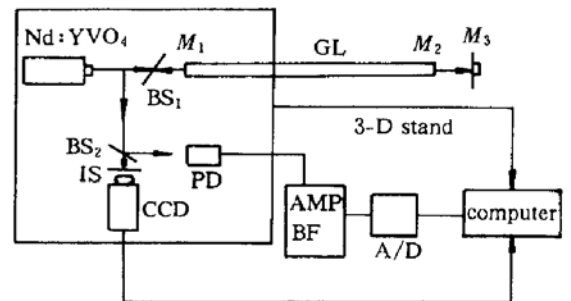 Nd:YVO₄
M₁
GL
M₂
M₃
BS₁
3-D stand
BS₂
IS
PD
CCD
AMP
BF
A/D
computer